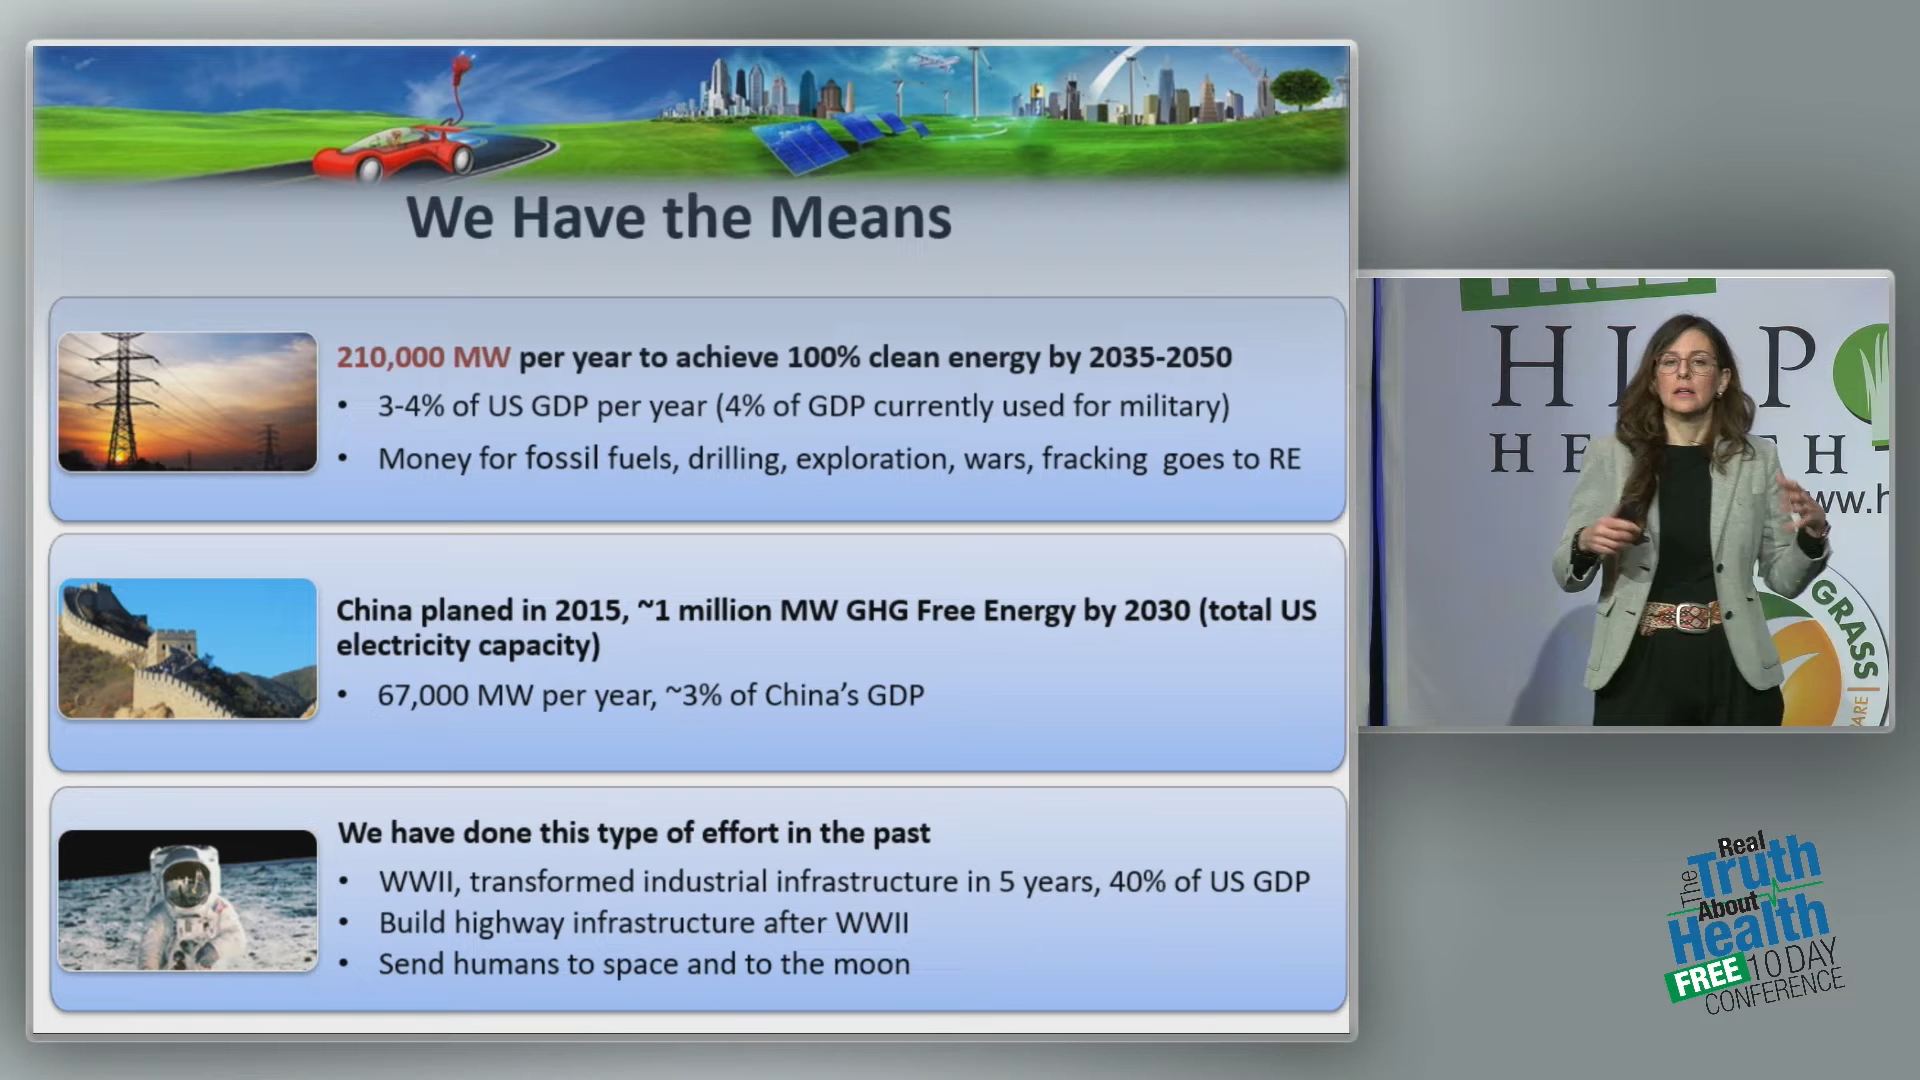 We Have the Means
210,000 MW per year to achieve 100% clean energy by 2035-2050
• 3-4% of US GDP per year (4% of GDP currently used for military)
• Money for fossil fuels, drilling, exploration, wars, fracking goes to RE
China planed in 2015, ~1 million MW GHG Free Energy by 2030 (total US
electricity capacity)
• 67,000 MW per year, ~3% of China's GDP
We have done this type of effort in the past
• WWII, transformed industrial infrastructure in 5 years, 40% of US GDP
• Build highway infrastructure after WWII
• Send humans to space and to the moon
GRASS
The
Real
Truth
About
Health
FREE 10 DAY
CONFERENCE